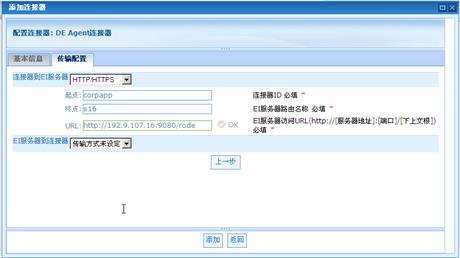 添加连接器
配置连接器: DE Agent连接器
基本信息 传输配置
连接器到EI服务器 HTTP/HTTPS
起点: corpapp 连接器ID 必填 *
终点: s16 EI服务器路由名称 必填 *
URL: http://192.9.107.16:9080/rode OK EI服务器访问URL(http://[服务器地址]:[端口]/[下上文根])
必填 *
EI服务器到连接器 传输方式未设定
上一步
添加 返回